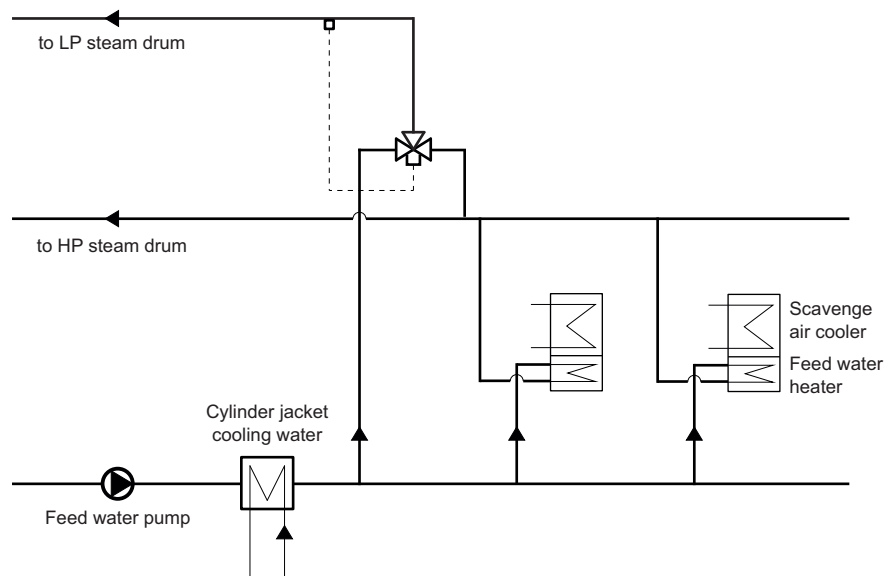 to LP steam drum
to HP steam drum
Scavenge
air cooler
Feed water
heater
Cylinder jacket
cooling water
Feed water pump